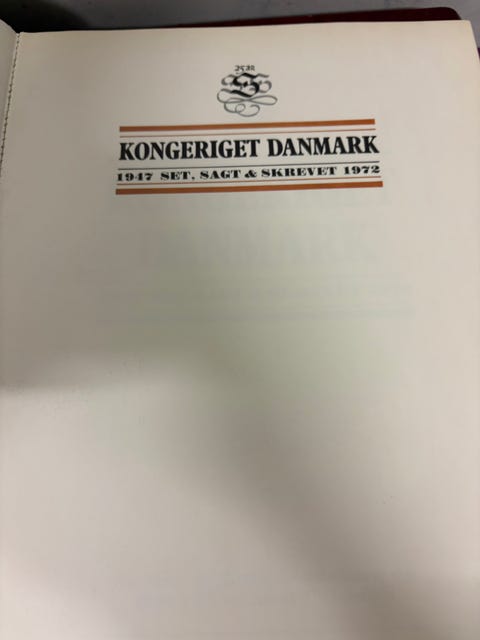 KONGERIGET DANMARK
1947 SET, SAGT & SKREVET 1972